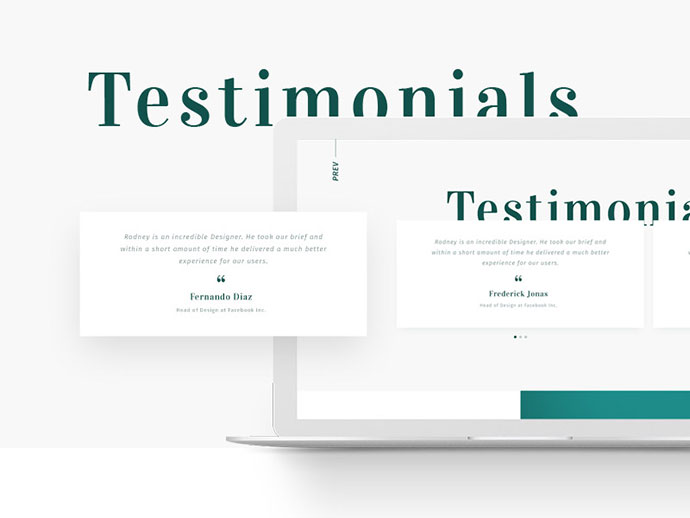 Testimonials
PREV
Testimonia
Rodney is an incredible Designer. He took our brief and
within a short amount of time he delivered a much better
experience for our users.
“
Fernando Diaz
Head of Design at Facebook Inc.
Rodney is an incredible Designer. He took our brief and
within a short amount of time he delivered a much better
experience for our users.
“
Frederick Jonas
Head of Design at Facebook Inc.